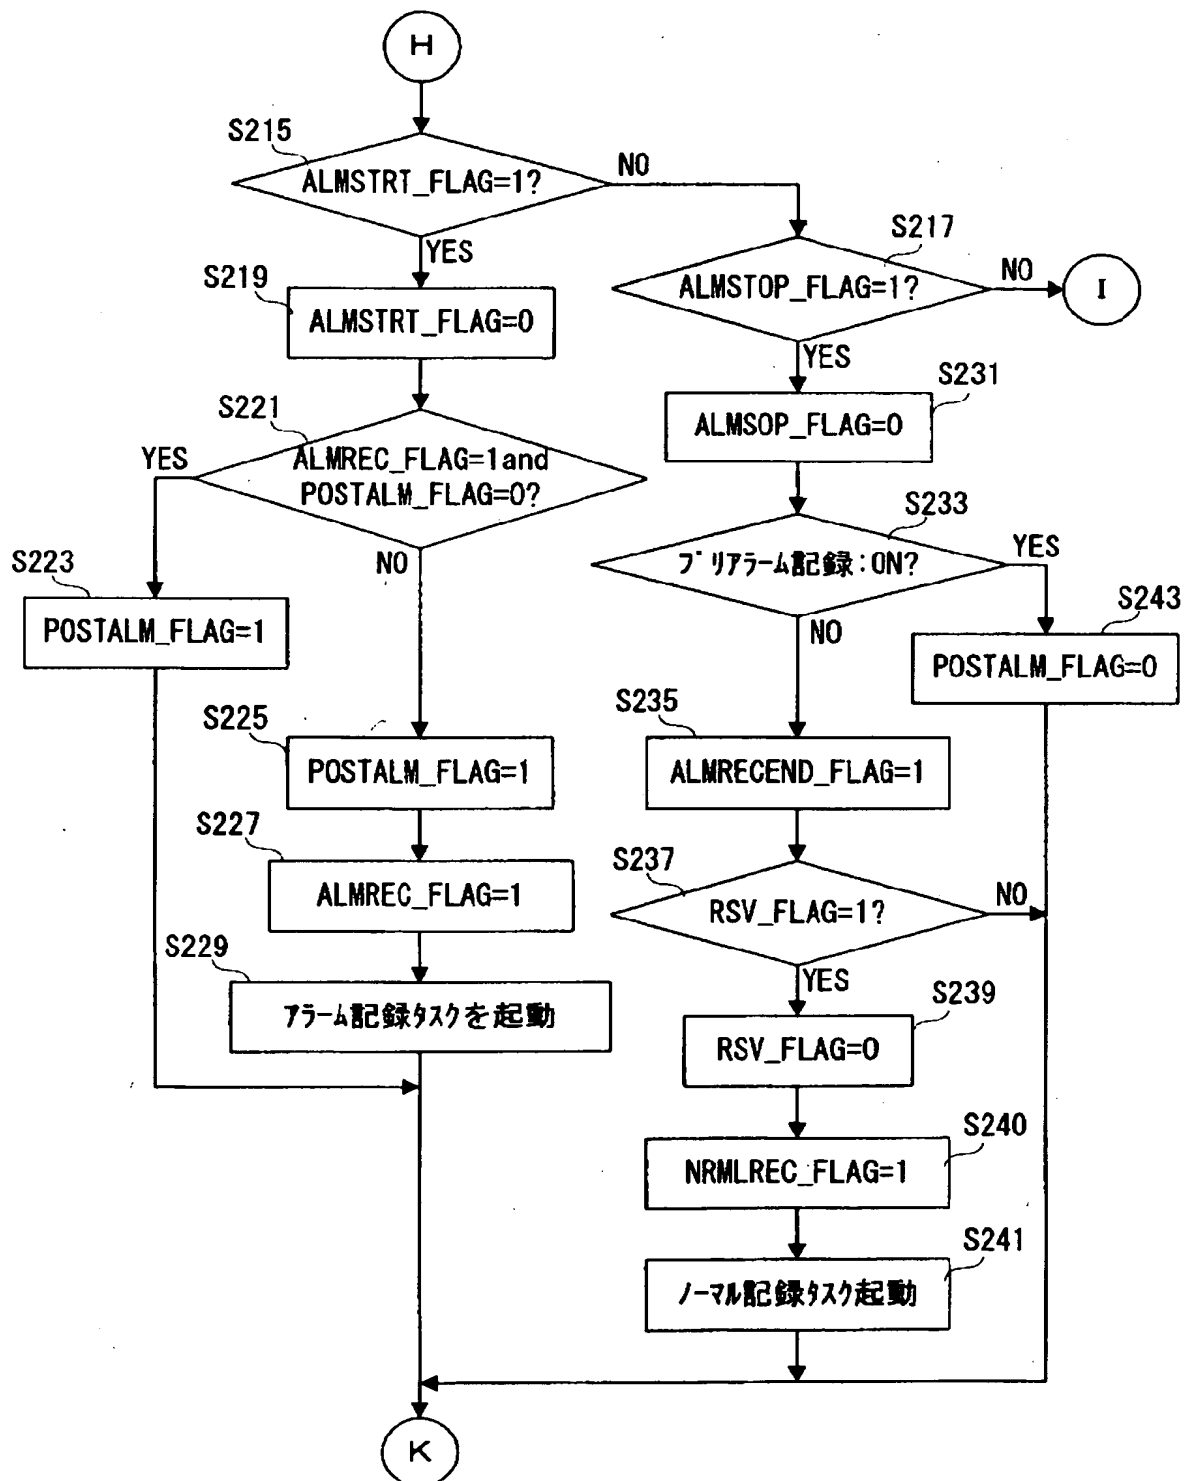 H
S215
ALMSTRT_FLAG=1?
NO
YES
S217
ALMSTOP_FLAG=1?
NO
I
YES
S219
ALMSTRT_FLAG=0
S231
ALMSOP_FLAG=0
S221
ALMREC_FLAG=1and
POSTALM_FLAG=0?
YES
NO
S233
プリアラーム記録:ON?
YES
NO
S223
POSTALM_FLAG=1
S243
POSTALM_FLAG=0
S225
POSTALM_FLAG=1
S235
ALMRECEND_FLAG=1
S227
ALMREC_FLAG=1
S237
RSV_FLAG=1?
NO
YES
S229
アラーム記録タスクを起動
S239
RSV_FLAG=0
S240
NRMLREC_FLAG=1
S241
ノーマル記録タスク起動
K